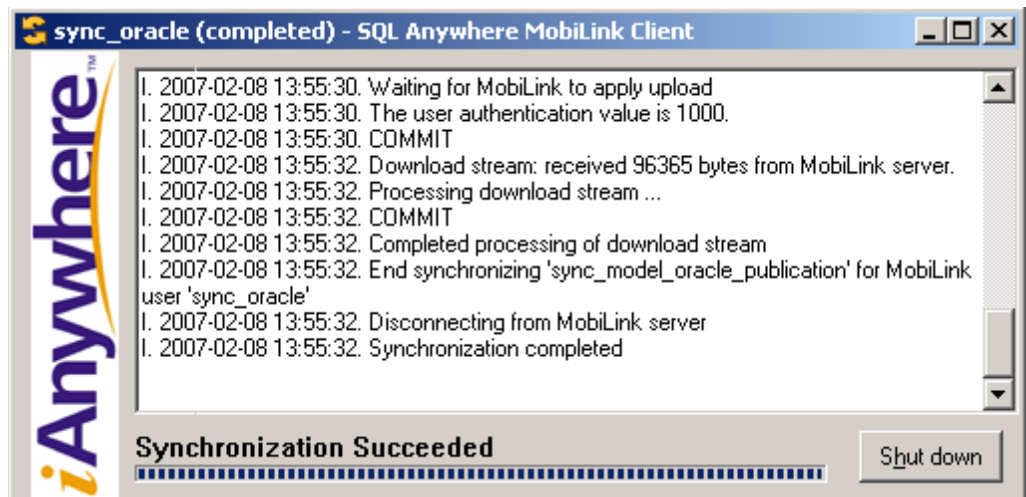 sync_oracle (completed) - SQL Anywhere MobiLink Client
iAnywhere™
I. 2007-02-08 13:55:30. Waiting for MobiLink to apply upload
I. 2007-02-08 13:55:30. The user authentication value is 1000.
I. 2007-02-08 13:55:30. COMMIT
I. 2007-02-08 13:55:32. Download stream: received 96365 bytes from MobiLink server.
I. 2007-02-08 13:55:32. Processing download stream ...
I. 2007-02-08 13:55:32. COMMIT
I. 2007-02-08 13:55:32. Completed processing of download stream
I. 2007-02-08 13:55:32. End synchronizing 'sync_model_oracle_publication' for MobiLink
user 'sync_oracle'
I. 2007-02-08 13:55:32. Disconnecting from MobiLink server
I. 2007-02-08 13:55:32. Synchronization completed
Synchronization Succeeded
Shut down